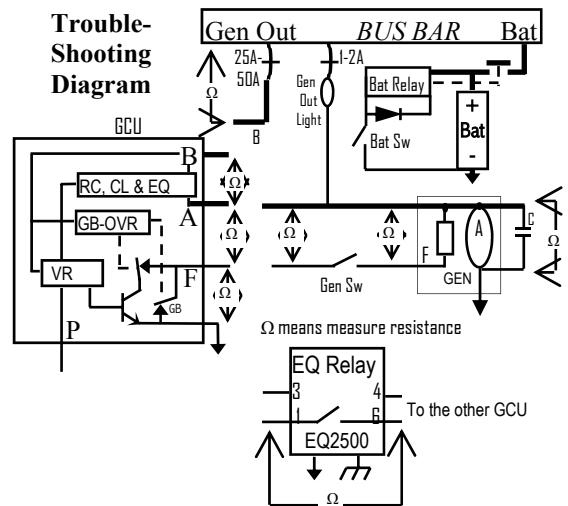 Trouble-
Shooting
Diagram
Gen Out BUS BAR Bat
25A-
50A
1-2A
Gen
Out
Light
Ω
B
Bat Relay
Bat Sw
+
Bat
-
GCU
B
RC, CL & EQ
A
GB-OVR
VR
F
GB
P
Ω
Ω
Ω
Ω
Ω
Gen Sw
F
A
GEN
C
Ω
Ω means measure resistance
EQ Relay
3 4
1 6
To the other GCU
EQ2500
Ω